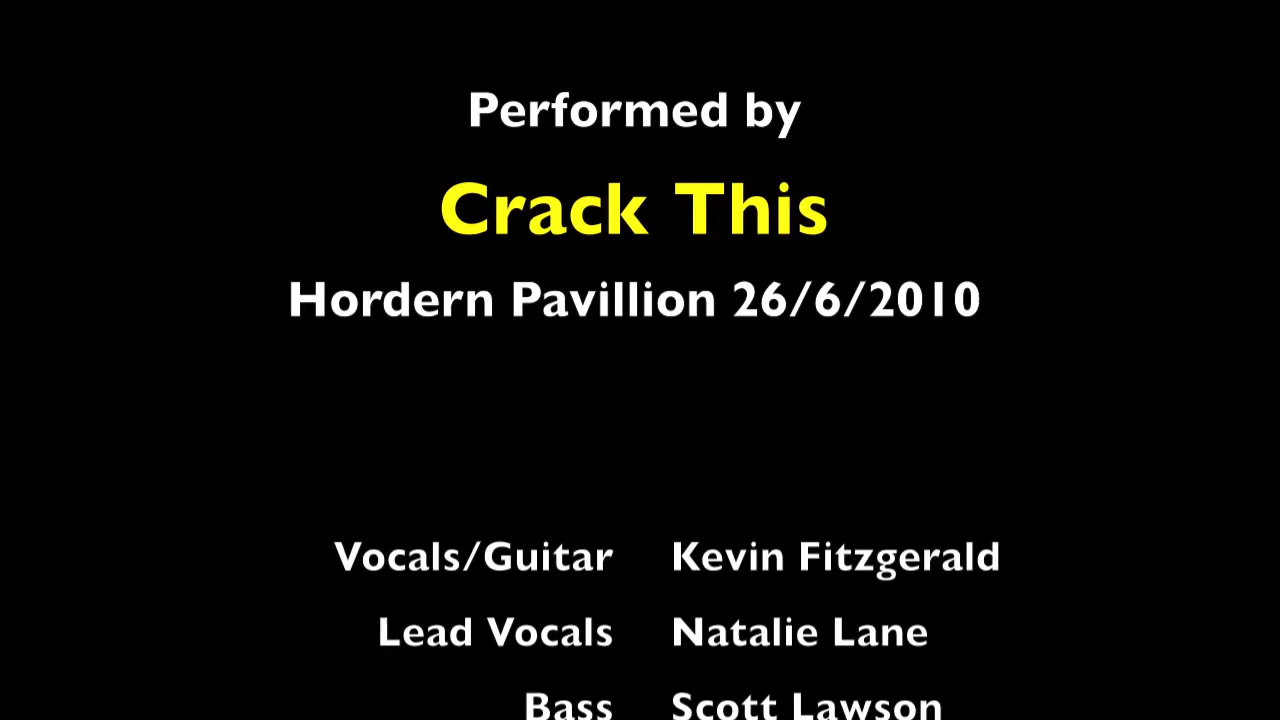 Performed by
Crack This
Hordern Pavillion 26/6/2010
Vocals/Guitar Kevin Fitzgerald
Lead Vocals Natalie Lane
Bass Scott Lawson